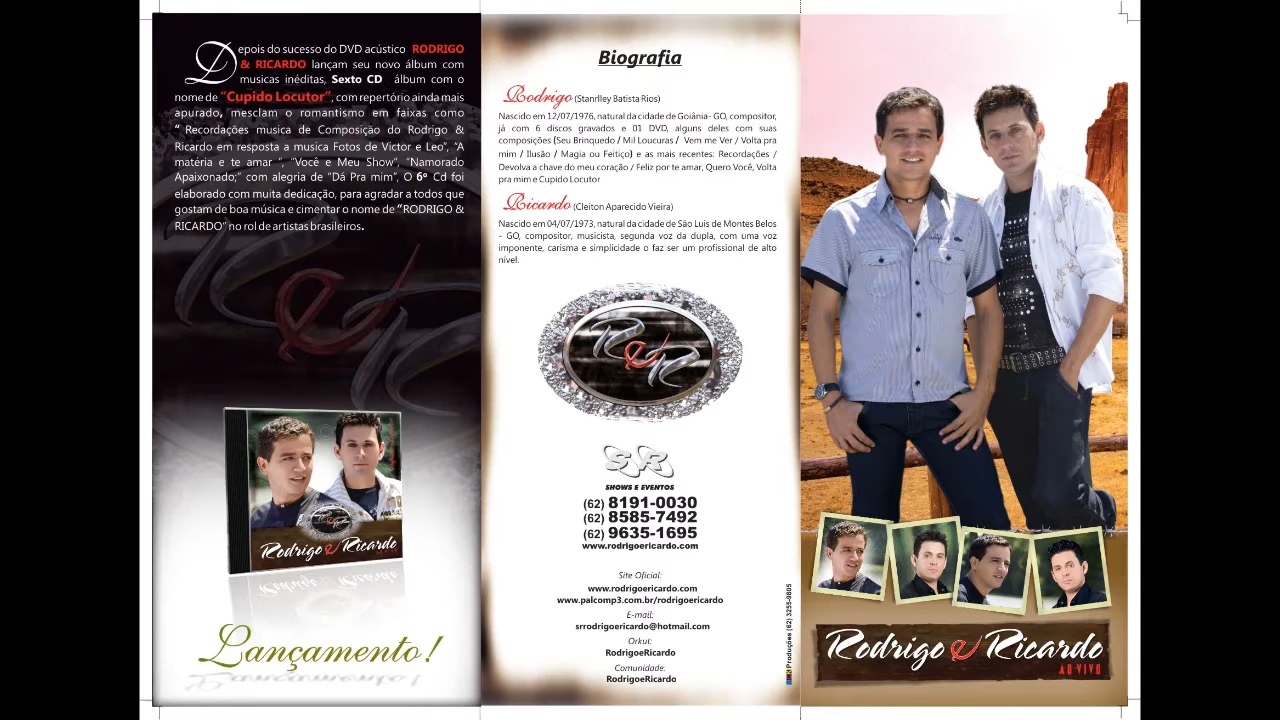 Depois do sucesso do DVD acústico RODRIGO
& RICARDO lançam seu novo álbum com
musicas inéditas, Sexto CD álbum com o
nome de "Cupido Locutor", com repertório ainda mais
apurado, mesclam o romantismo em faixas como
“ Recordações musica de Composição do Rodrigo &
Ricardo em resposta a musica Fotos de Victor e Leo”, “A
matéria e te amar ” “Você e Meu Show”, “Namorado
Apaixonado;” com alegria de “Dá Pra mim”, O 6º Cd foi
elaborado com muita dedicação, para agradar a todos que
gostam de boa música e cimentar o nome de “RODRIGO &
RICARDO” no rol de artistas brasileiros.
R e R
Rodrigo e Ricardo
AO VIVO
Lançamento!
Biografia
Rodrigo (Stanrlley Batista Rios)
Nascido em 12/07/1976, natural da cidade de Goiânia- GO, compositor,
já com 6 discos gravados e 01 DVD, alguns deles com suas
composições (Seu Brinquedo / Mil Loucuras / Vem me Ver / Volta pra
mim / Ilusão / Magia ou Feitiço) e as mais recentes: Recordações /
Devolva a chave do meu coração / Feliz por te amar, Quero Você, Volta
pra mim e Cupido Locutor
Ricardo (Cleiton Aparecido Vieira)
Nascido em 04/07/1973, natural da cidade de São Luis de Montes Belos
- GO, compositor, musicista, segunda voz da dupla, com uma voz
imponente, carisma e simplicidade o faz ser um profissional de alto
nível.
R e R
SR
SHOWS E EVENTOS
(62) 8191-0030
(62) 8585-7492
(62) 9635-1695
www.rodrigoericardo.com
Site Oficial:
www.rodrigoericardo.com
www.palcomp3.com.br/rodrigoericardo
E-mail:
srrodrigoericardo@hotmail.com
Orkut:
RodrigoeRicardo
Comunidade:
RodrigoeRicardo
Produções (62) 3255-9805
Rodrigo e Ricardo
AO VIVO